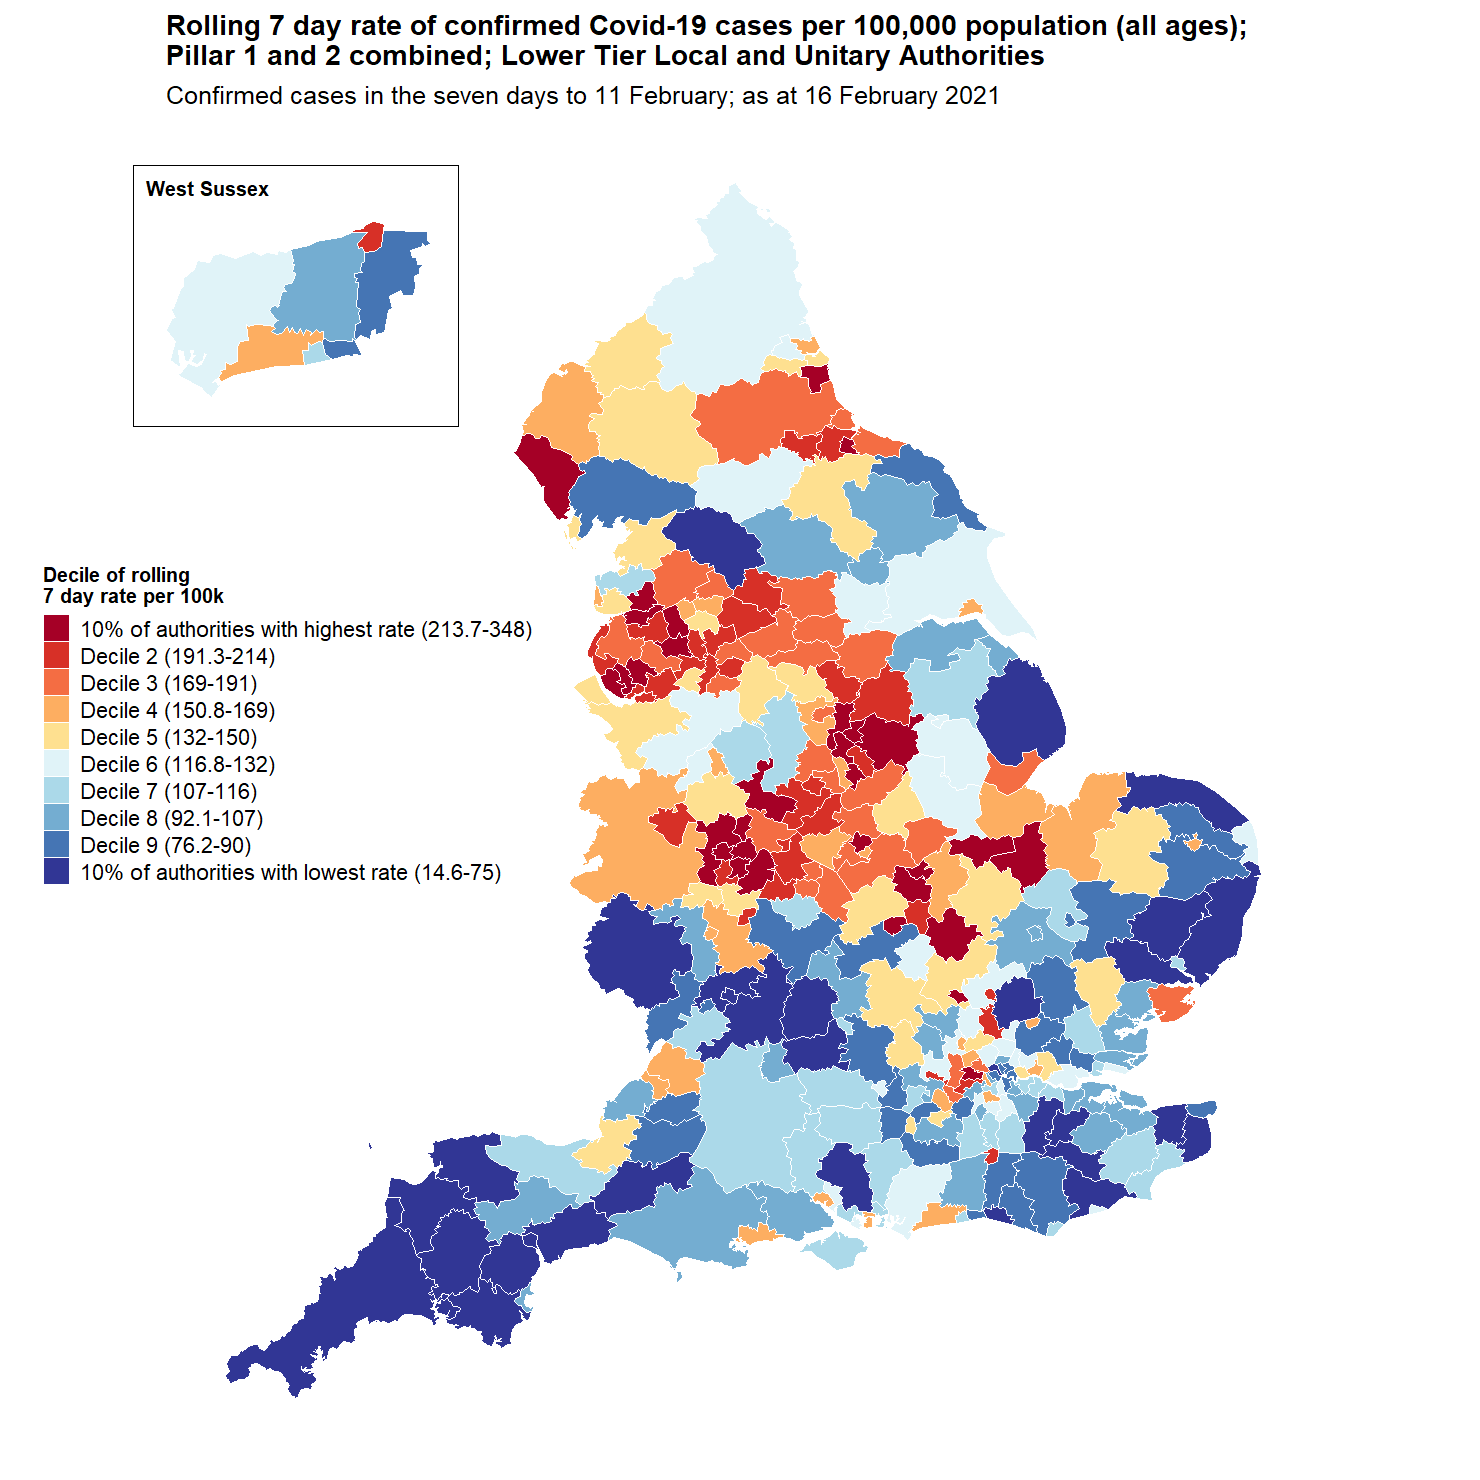 Rolling 7 day rate of confirmed Covid-19 cases per 100,000 population (all ages);
Pillar 1 and 2 combined; Lower Tier Local and Unitary Authorities
Confirmed cases in the seven days to 11 February; as at 16 February 2021
West Sussex
Decile of rolling
7 day rate per 100k
10% of authorities with highest rate (213.7-348)
Decile 2 (191.3-214)
Decile 3 (169-191)
Decile 4 (150.8-169)
Decile 5 (132-150)
Decile 6 (116.8-132)
Decile 7 (107-116)
Decile 8 (92.1-107)
Decile 9 (76.2-90)
10% of authorities with lowest rate (14.6-75)